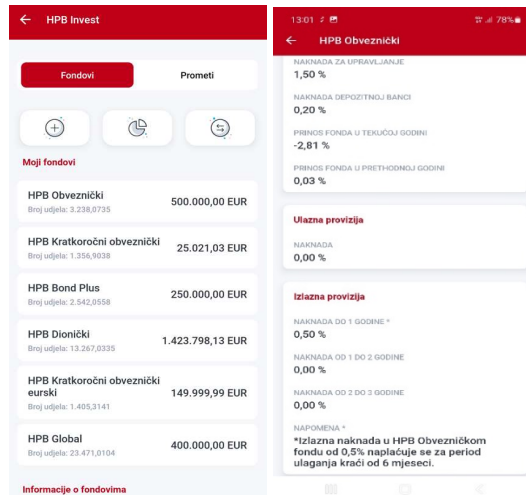 HPB Invest
Fondovi
Prometi
Moji fondovi
HPB Obveznički
500.000,00 EUR
Broj udjela: 3.238,0735
HPB Kratkoročni obveznički
25.021,03 EUR
Broj udjela: 1.356,9038
HPB Bond Plus
250.000,00 EUR
Broj udjela: 2.542,0558
HPB Dionički
1.423.798,13 EUR
Broj udjela: 13.267,0335
HPB Kratkoročni obveznički
eurski
149.999,99 EUR
Broj udjela: 1.405,3141
HPB Global
400.000,00 EUR
Broj udjela: 23.471,0104
Informacije o fondovima
13:01
78%
HPB Obveznički
NAKNADA ZA UPRAVLJANJE
1,50 %
NAKNADA DEPOZITNOJ BANCI
0,20 %
PRINOS FONDA U TEKUĆOJ GODINI
-2,81 %
PRINOS FONDA U PRETHODNOJ GODINI
0,03 %
Ulazna provizija
NAKNADA
0,00 %
Izlazna provizija
NAKNADA DO 1 GODINE *
0,50 %
NAKNADA OD 1 DO 2 GODINE
0,00 %
NAKNADA OD 2 DO 3 GODINE
0,00 %
NAPOMENA *
*Izlazna naknada u HPB Obvezničkom
fondu od 0,5% naplaćuje se za period
ulaganja kraći od 6 mjeseci.